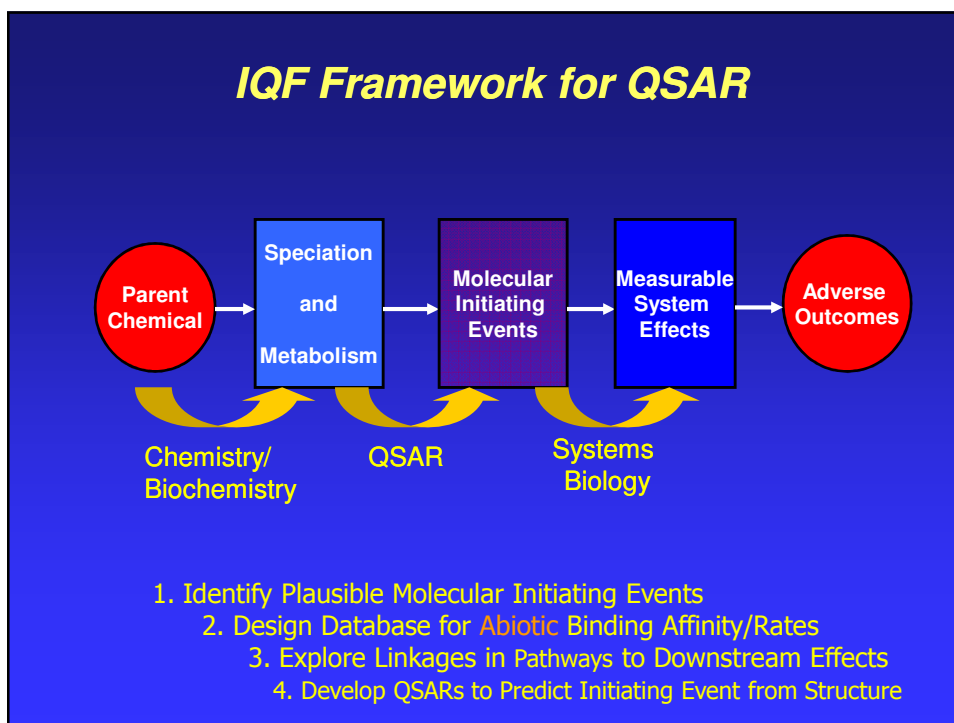 IQF Framework for QSAR
Parent
Chemical
Speciation
and
Metabolism
Molecular
Initiating
Events
Measurable
System
Effects
Adverse
Outcomes
Chemistry/
Biochemistry
QSAR
Systems
Biology
1. Identify Plausible Molecular Initiating Events
2. Design Database for Abiotic Binding Affinity/Rates
3. Explore Linkages in Pathways to Downstream Effects
4. Develop QSARs to Predict Initiating Event from Structure